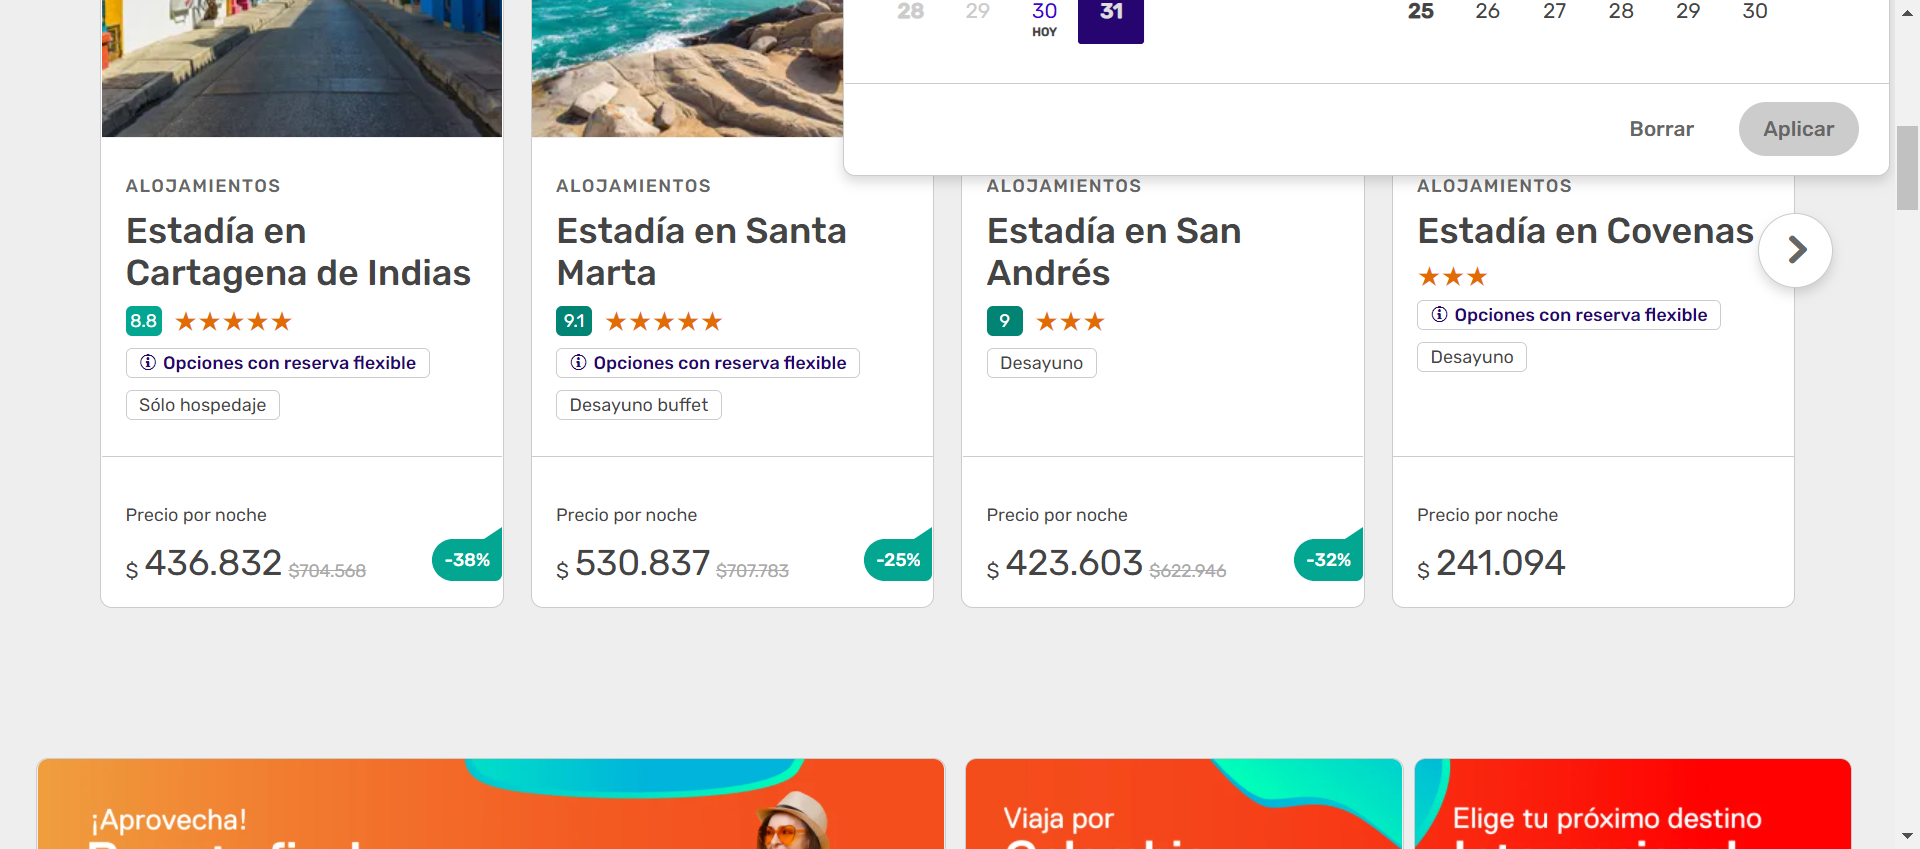 28 29 30 31 25 26 27 28 29 30
HOY
Borrar Aplicar
ALOJAMIENTOS
Estadía en
Cartagena de Indias
8.8
Opciones con reserva flexible
Sólo hospedaje
Precio por noche
$ 436.832 $704.568 -38%
ALOJAMIENTOS
Estadía en Santa
Marta
9.1
Opciones con reserva flexible
Desayuno buffet
Precio por noche
$ 530.837 $707.783 -25%
ALOJAMIENTOS
Estadía en San
Andrés
9
Desayuno
Precio por noche
$ 423.603 $622.946 -32%
ALOJAMIENTOS
Estadía en Covenas
Opciones con reserva flexible
Desayuno
Precio por noche
$ 241.094
¡Aprovecha!
Viaja por
Elige tu próximo destino